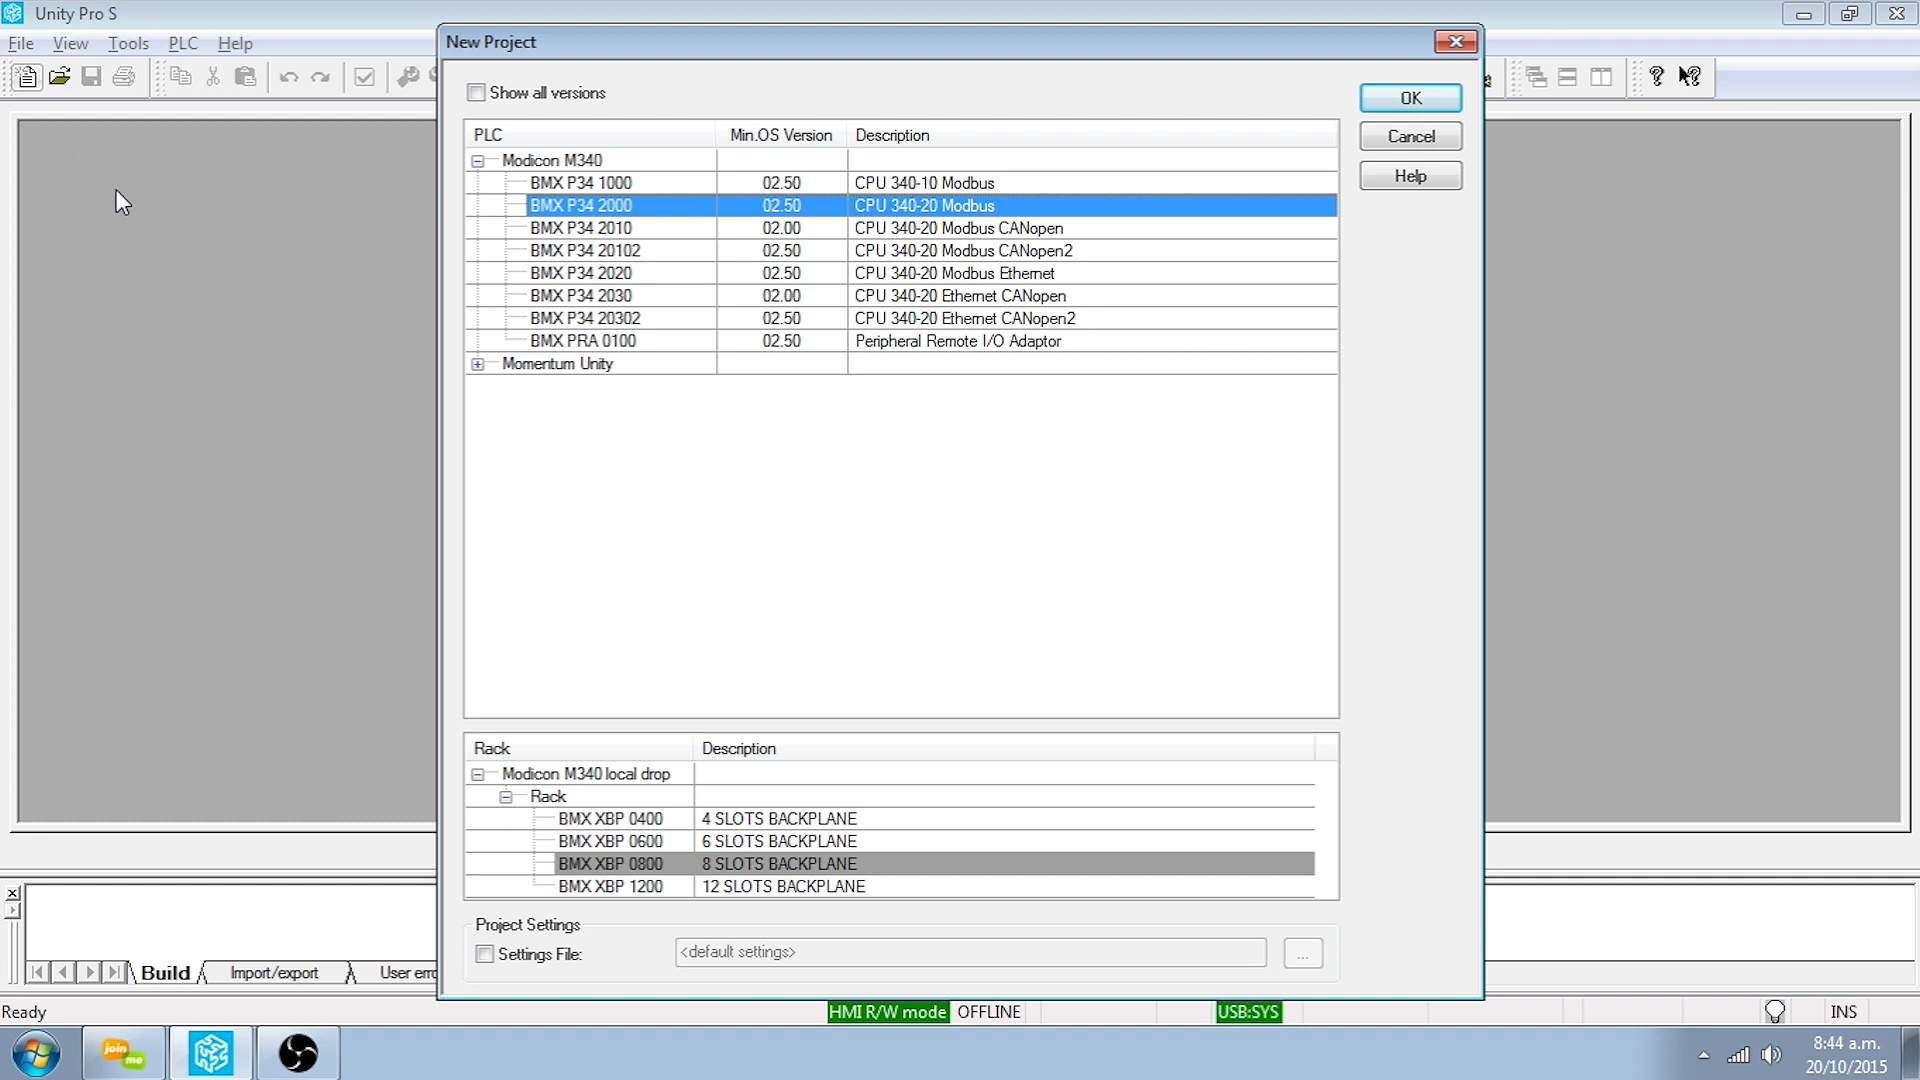 Unity Pro S
File View Tools PLC Help
New Project
Show all versions
OK
Cancel
Help
PLC Min.OS Version Description
Modicon M340
BMX P34 1000 02.50 CPU 340-10 Modbus
BMX P34 2000 02.50 CPU 340-20 Modbus
BMX P34 2010 02.00 CPU 340-20 Modbus CANopen
BMX P34 20102 02.50 CPU 340-20 Modbus CANopen2
BMX P34 2020 02.50 CPU 340-20 Modbus Ethernet
BMX P34 2030 02.00 CPU 340-20 Ethernet CANopen
BMX P34 20302 02.50 CPU 340-20 Ethernet CANopen2
BMX PRA 0100 02.50 Peripheral Remote I/O Adaptor
Momentum Unity
Rack Description
Modicon M340 local drop
Rack
BMX XBP 0400 4 SLOTS BACKPLANE
BMX XBP 0600 6 SLOTS BACKPLANE
BMX XBP 0800 8 SLOTS BACKPLANE
BMX XBP 1200 12 SLOTS BACKPLANE
Project Settings
Settings File: <default settings> ...
Build Import/export User erro
Ready HMI R/W mode OFFLINE USB:SYS INS
join me
8:44 a.m.
20/10/2015